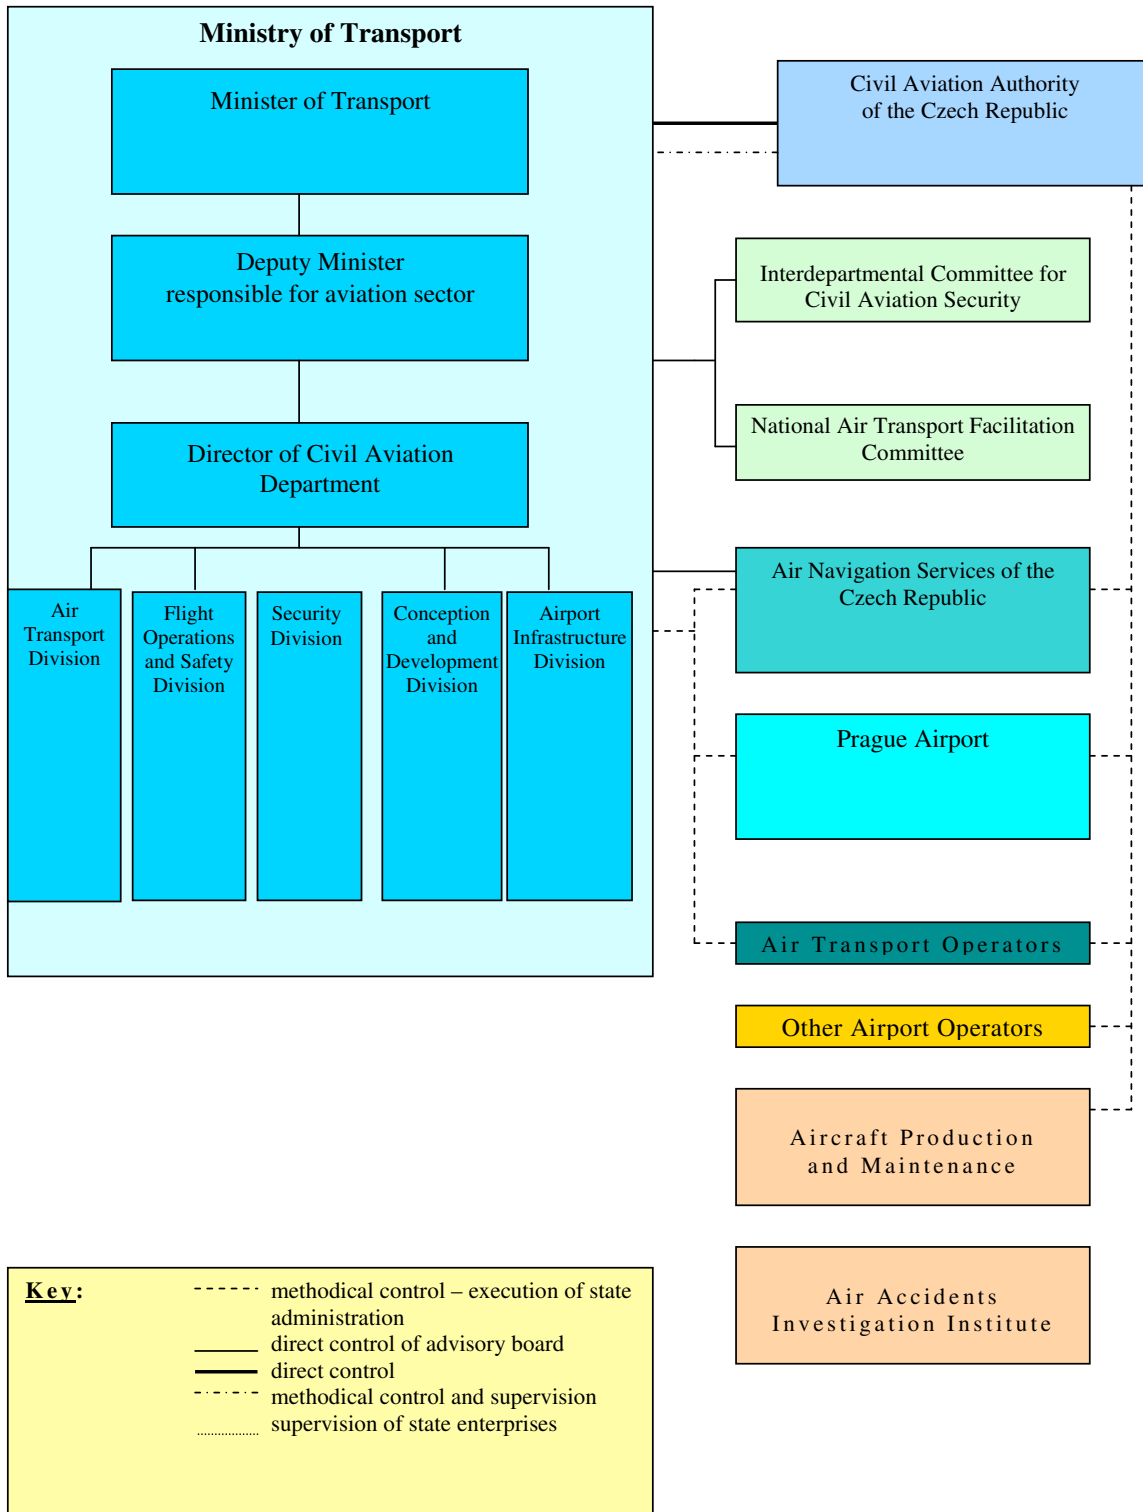 Ministry of Transport
Minister of Transport
Deputy Minister
responsible for aviation sector
Director of Civil Aviation
Department
Air
Transport
Division
Flight
Operations
and Safety
Division
Security
Division
Conception
and
Development
Division
Airport
Infrastructure
Division
Civil Aviation Authority
of the Czech Republic
Interdepartmental Committee for
Civil Aviation Security
National Air Transport Facilitation
Committee
Air Navigation Services of the
Czech Republic
Prague Airport
Air Transport Operators
Other Airport Operators
Aircraft Production
and Maintenance
Air Accidents
Investigation Institute
Key:
methodical control – execution of state
administration
direct control of advisory board
direct control
methodical control and supervision
supervision of state enterprises